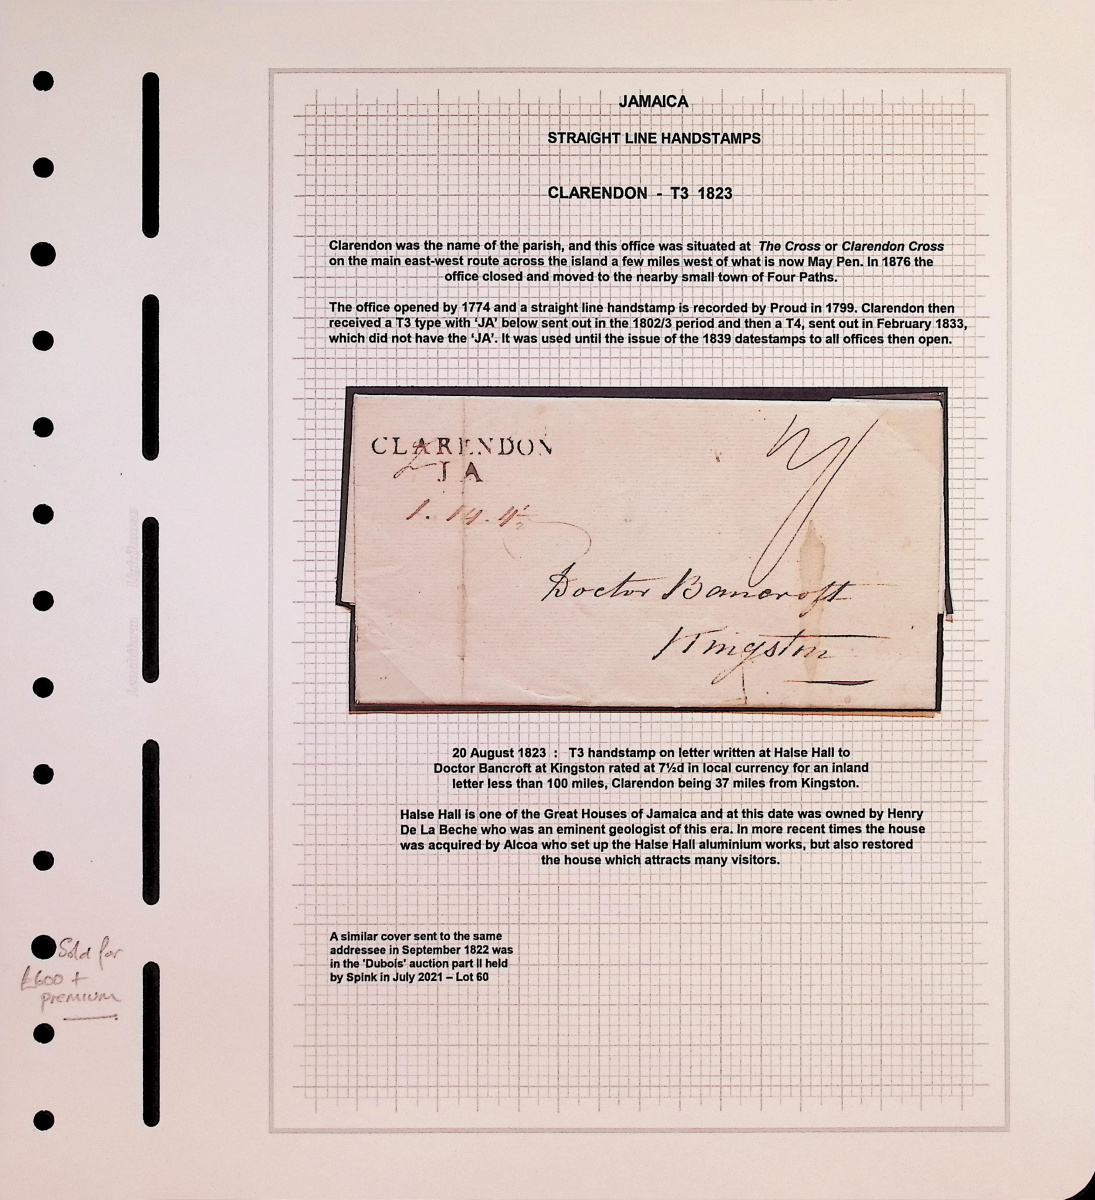 JAMAICA
STRAIGHT LINE HANDSTAMPS
CLARENDON - T3 1823
Clarendon was the name of the parish, and this office was situated at The Cross or Clarendon Cross
on the main east-west route across the island a few miles west of what is now May Pen. In 1876 the
office closed and moved to the nearby small town of Four Paths.
The office opened by 1774 and a straight line handstamp is recorded by Proud in 1799. Clarendon then
received a T3 type with ‘JA’ below sent out in the 1802/3 period and then a T4, sent out in February 1833,
which did not have the ‘JA’. It was used until the issue of the 1839 datestamps to all offices then open.
CLARENDON
JA
1. 14. 4½
Doctor Bancroft
Kingston
20 August 1823 : T3 handstamp on letter written at Halse Hall to
Doctor Bancroft at Kingston rated at 7½d in local currency for an inland
letter less than 100 miles, Clarendon being 37 miles from Kingston.
Halse Hall is one of the Great Houses of Jamaica and at this date was owned by Henry
De La Beche who was an eminent geologist of this era. In more recent times the house
was acquired by Alcoa who set up the Halse Hall aluminium works, but also restored
the house which attracts many visitors.
A similar cover sent to the same
addressee in September 1822 was
in the 'Dubois' auction part II held
by Spink in July 2021 – Lot 60
Sold for
£600 +
premium